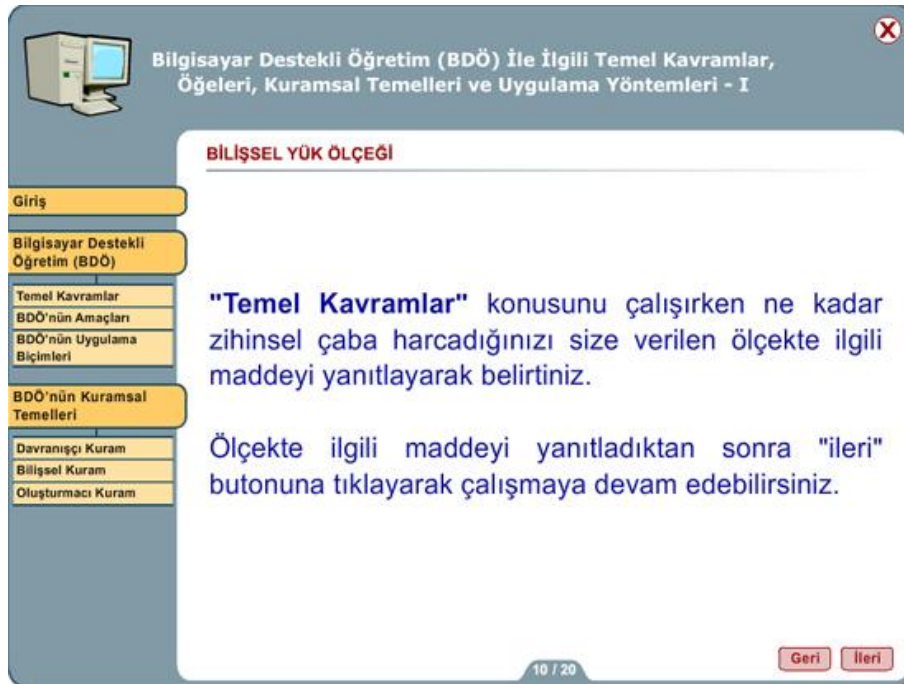 X
Bilgisayar Destekli Öğretim (BDÖ) İle İlgili Temel Kavramlar,
Öğeleri, Kuramsal Temelleri ve Uygulama Yöntemleri - I
BİLİŞSEL YÜK ÖLÇEĞİ
Giriş
Bilgisayar Destekli
Öğretim (BDÖ)
Temel Kavramlar
BDÖ'nün Amaçları
BDÖ'nün Uygulama
Biçimleri
BDÖ'nün Kuramsal
Temelleri
Davranışçı Kuram
Bilişsel Kuram
Oluşturmacı Kuram
"Temel Kavramlar" konusunu çalışırken ne kadar
zihinsel çaba harcadığınızı size verilen ölçekte ilgili
maddeyi yanıtlayarak belirtiniz.
Ölçekte ilgili maddeyi yanıtladıktan sonra "ileri"
butonuna tıklayarak çalışmaya devam edebilirsiniz.
10 / 20
Geri
İleri